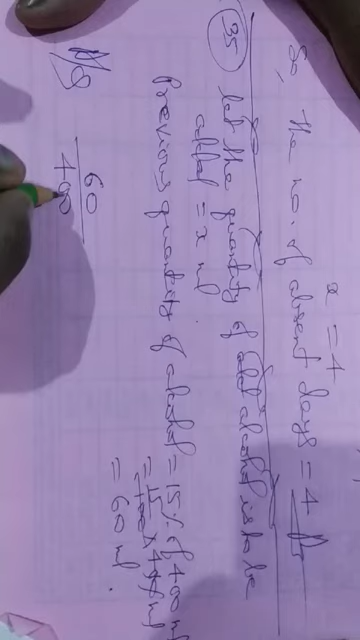 x = 4
So, the no. of absent days = 4
35 let the quantity of alcohol is to be
added = x ml
Previous quantity of alcohol = 15% of 400 ml
= 15/100 × 400 ml
= 60 ml.
A/Q
60
400